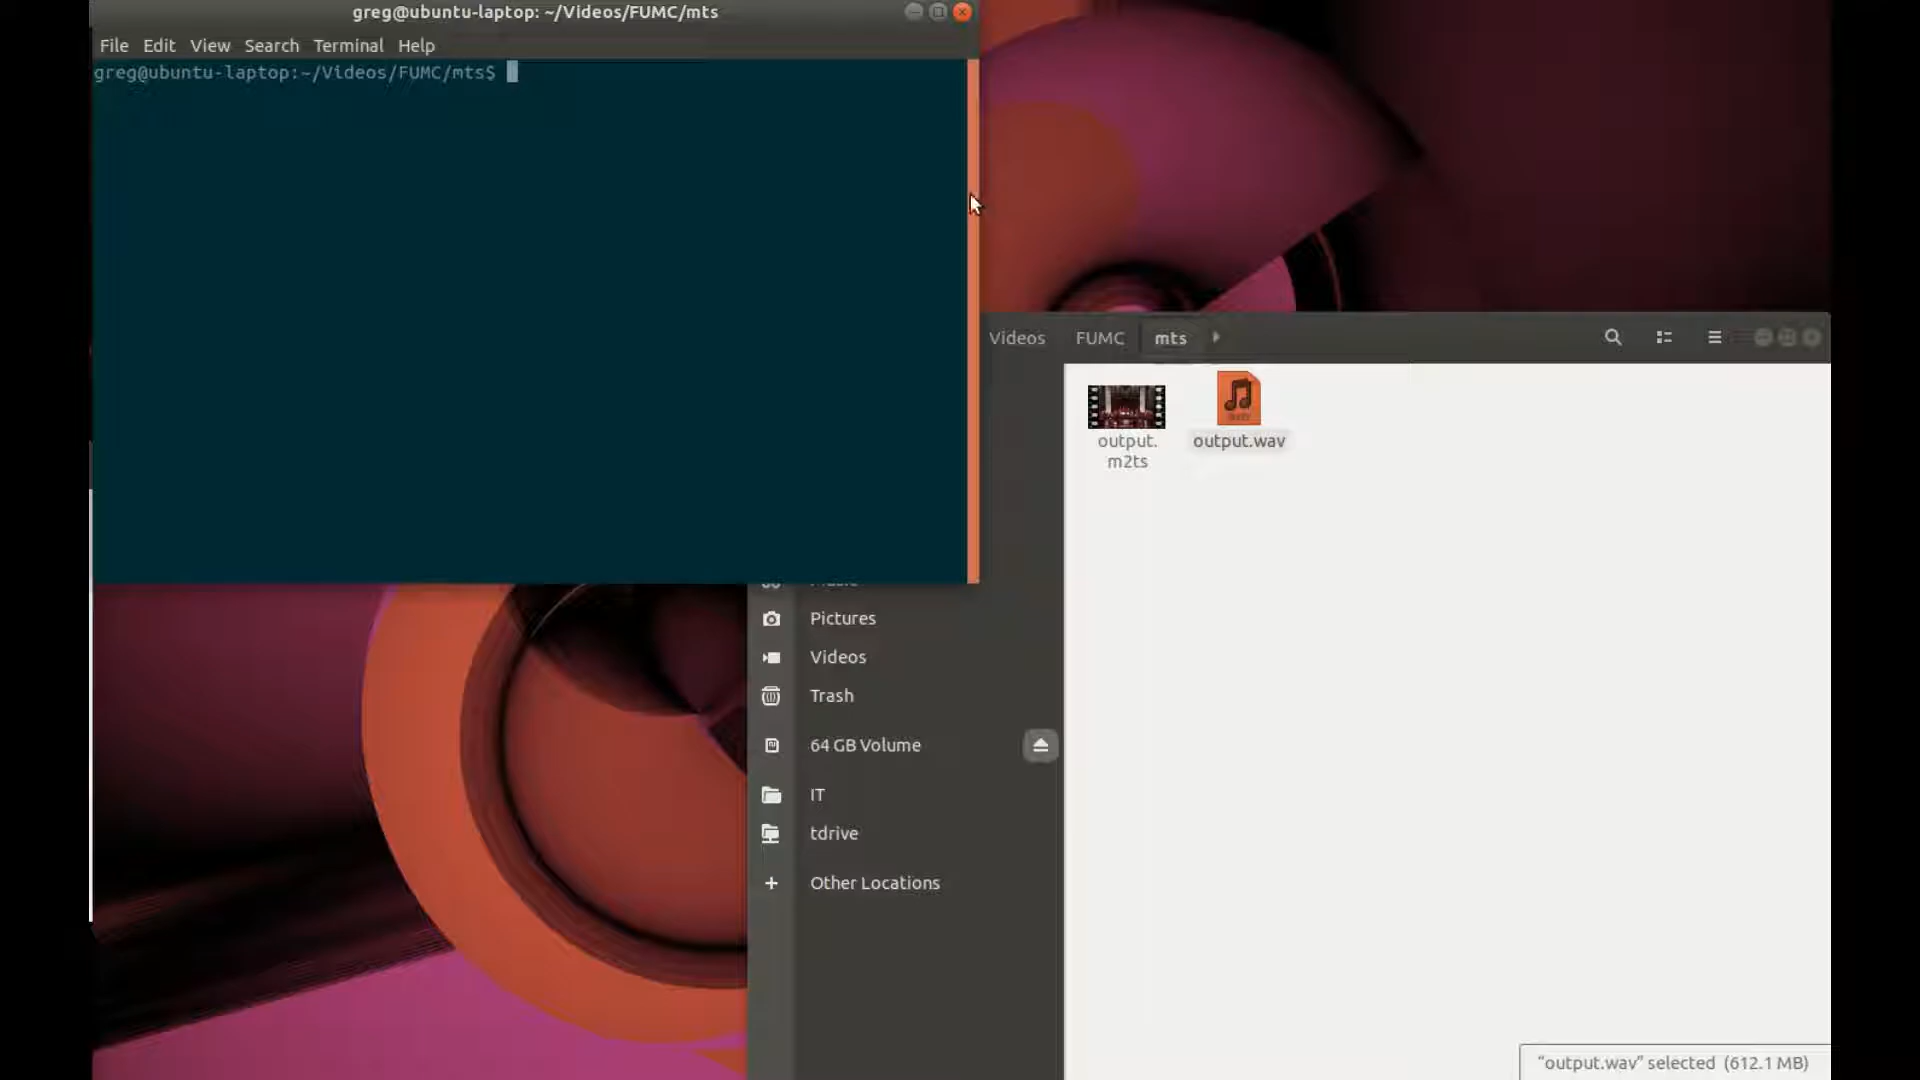 greg@ubuntu-laptop: ~/Videos/FUMC/mts
File Edit View Search Terminal Help
greg@ubuntu-laptop:~/Videos/FUMC/mts$
Videos FUMC mts
output.
m2ts
output.wav
Pictures
Videos
Trash
64 GB Volume
IT
tdrive
Other Locations
“output.wav” selected (612.1 MB)